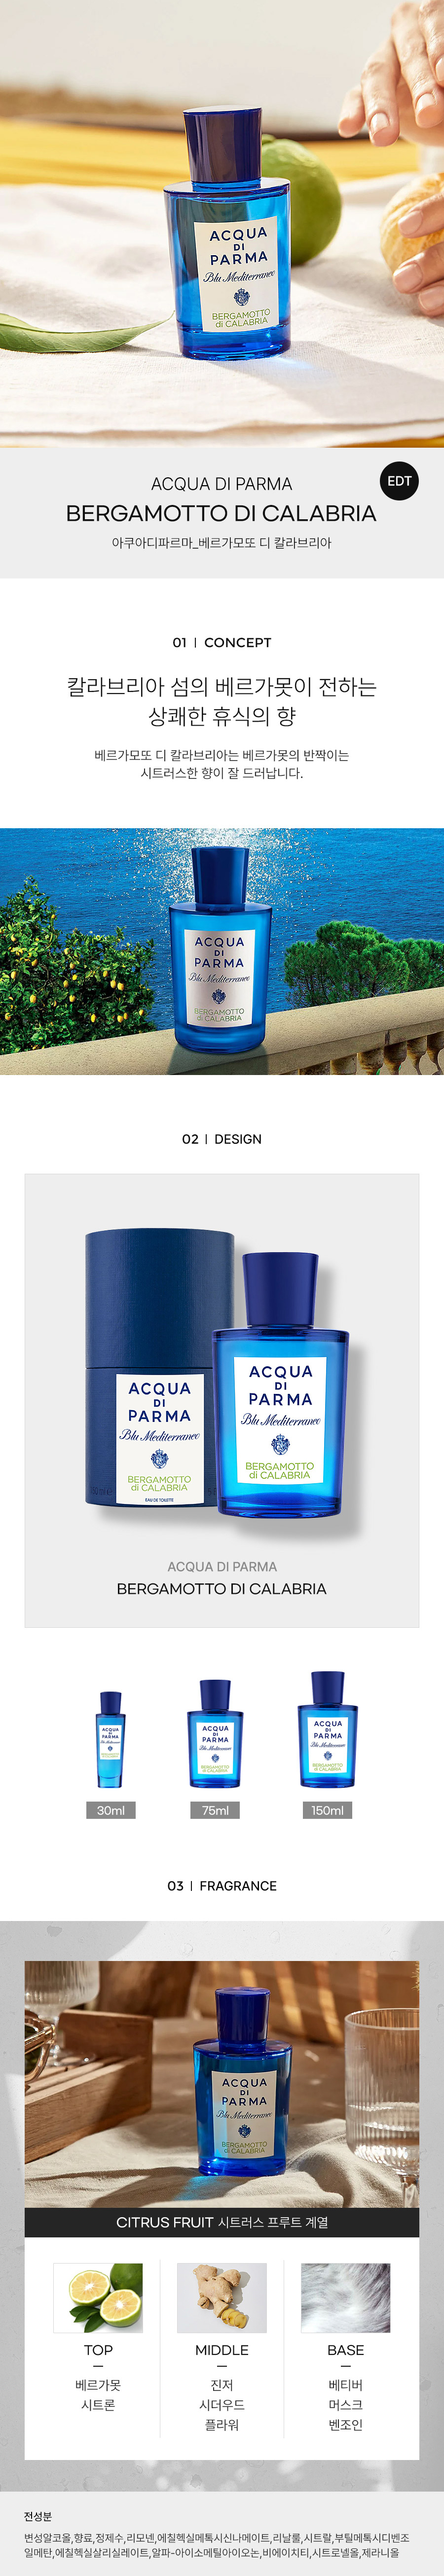 ACQUA
DI
PARMA
Blu Mediterraneo
BERGAMOTTO
di CALABRIA
EDT
ACQUA DI PARMA
BERGAMOTTO DI CALABRIA
아쿠아디파르마_베르가모또 디 칼라브리아
01 | CONCEPT
칼라브리아 섬의 베르가못이 전하는
상쾌한 휴식의 향
베르가모또 디 칼라브리아는 베르가못의 반짝이는
시트러스한 향이 잘 드러납니다.
ACQUA
DI
PARMA
Blu Mediterraneo
BERGAMOTTO
di CALABRIA
02 | DESIGN
ACQUA
DI
PARMA
Blu Mediterraneo
BERGAMOTTO
di CALABRIA
EAU DE TOILETTE
ACQUA
DI
PARMA
Blu Mediterraneo
BERGAMOTTO
di CALABRIA
ACQUA DI PARMA
BERGAMOTTO DI CALABRIA
ACQUA
DI
PARMA
ACQUA
DI
PARMA
Blu Mediterraneo
ACQUA
DI
PARMA
Blu Mediterraneo
30ml
75ml
150ml
03 | FRAGRANCE
ACQUA
DI
PARMA
Blu Mediterraneo
BERGAMOTTO
di CALABRIA
CITRUS FRUIT 시트러스 프루트 계열
TOP
베르가못
시트론
MIDDLE
진저
시더우드
플라워
BASE
베티버
머스크
벤조인
전성분
변성알코올,향료,정제수,리모넨,에칠헥실메톡시신나메이트,리날룰,시트랄,부틸메톡시디벤조
일메탄,에칠헥실살리실레이트,알파-아이소메틸아이오논,비에이치티,시트로넬올,제라니올